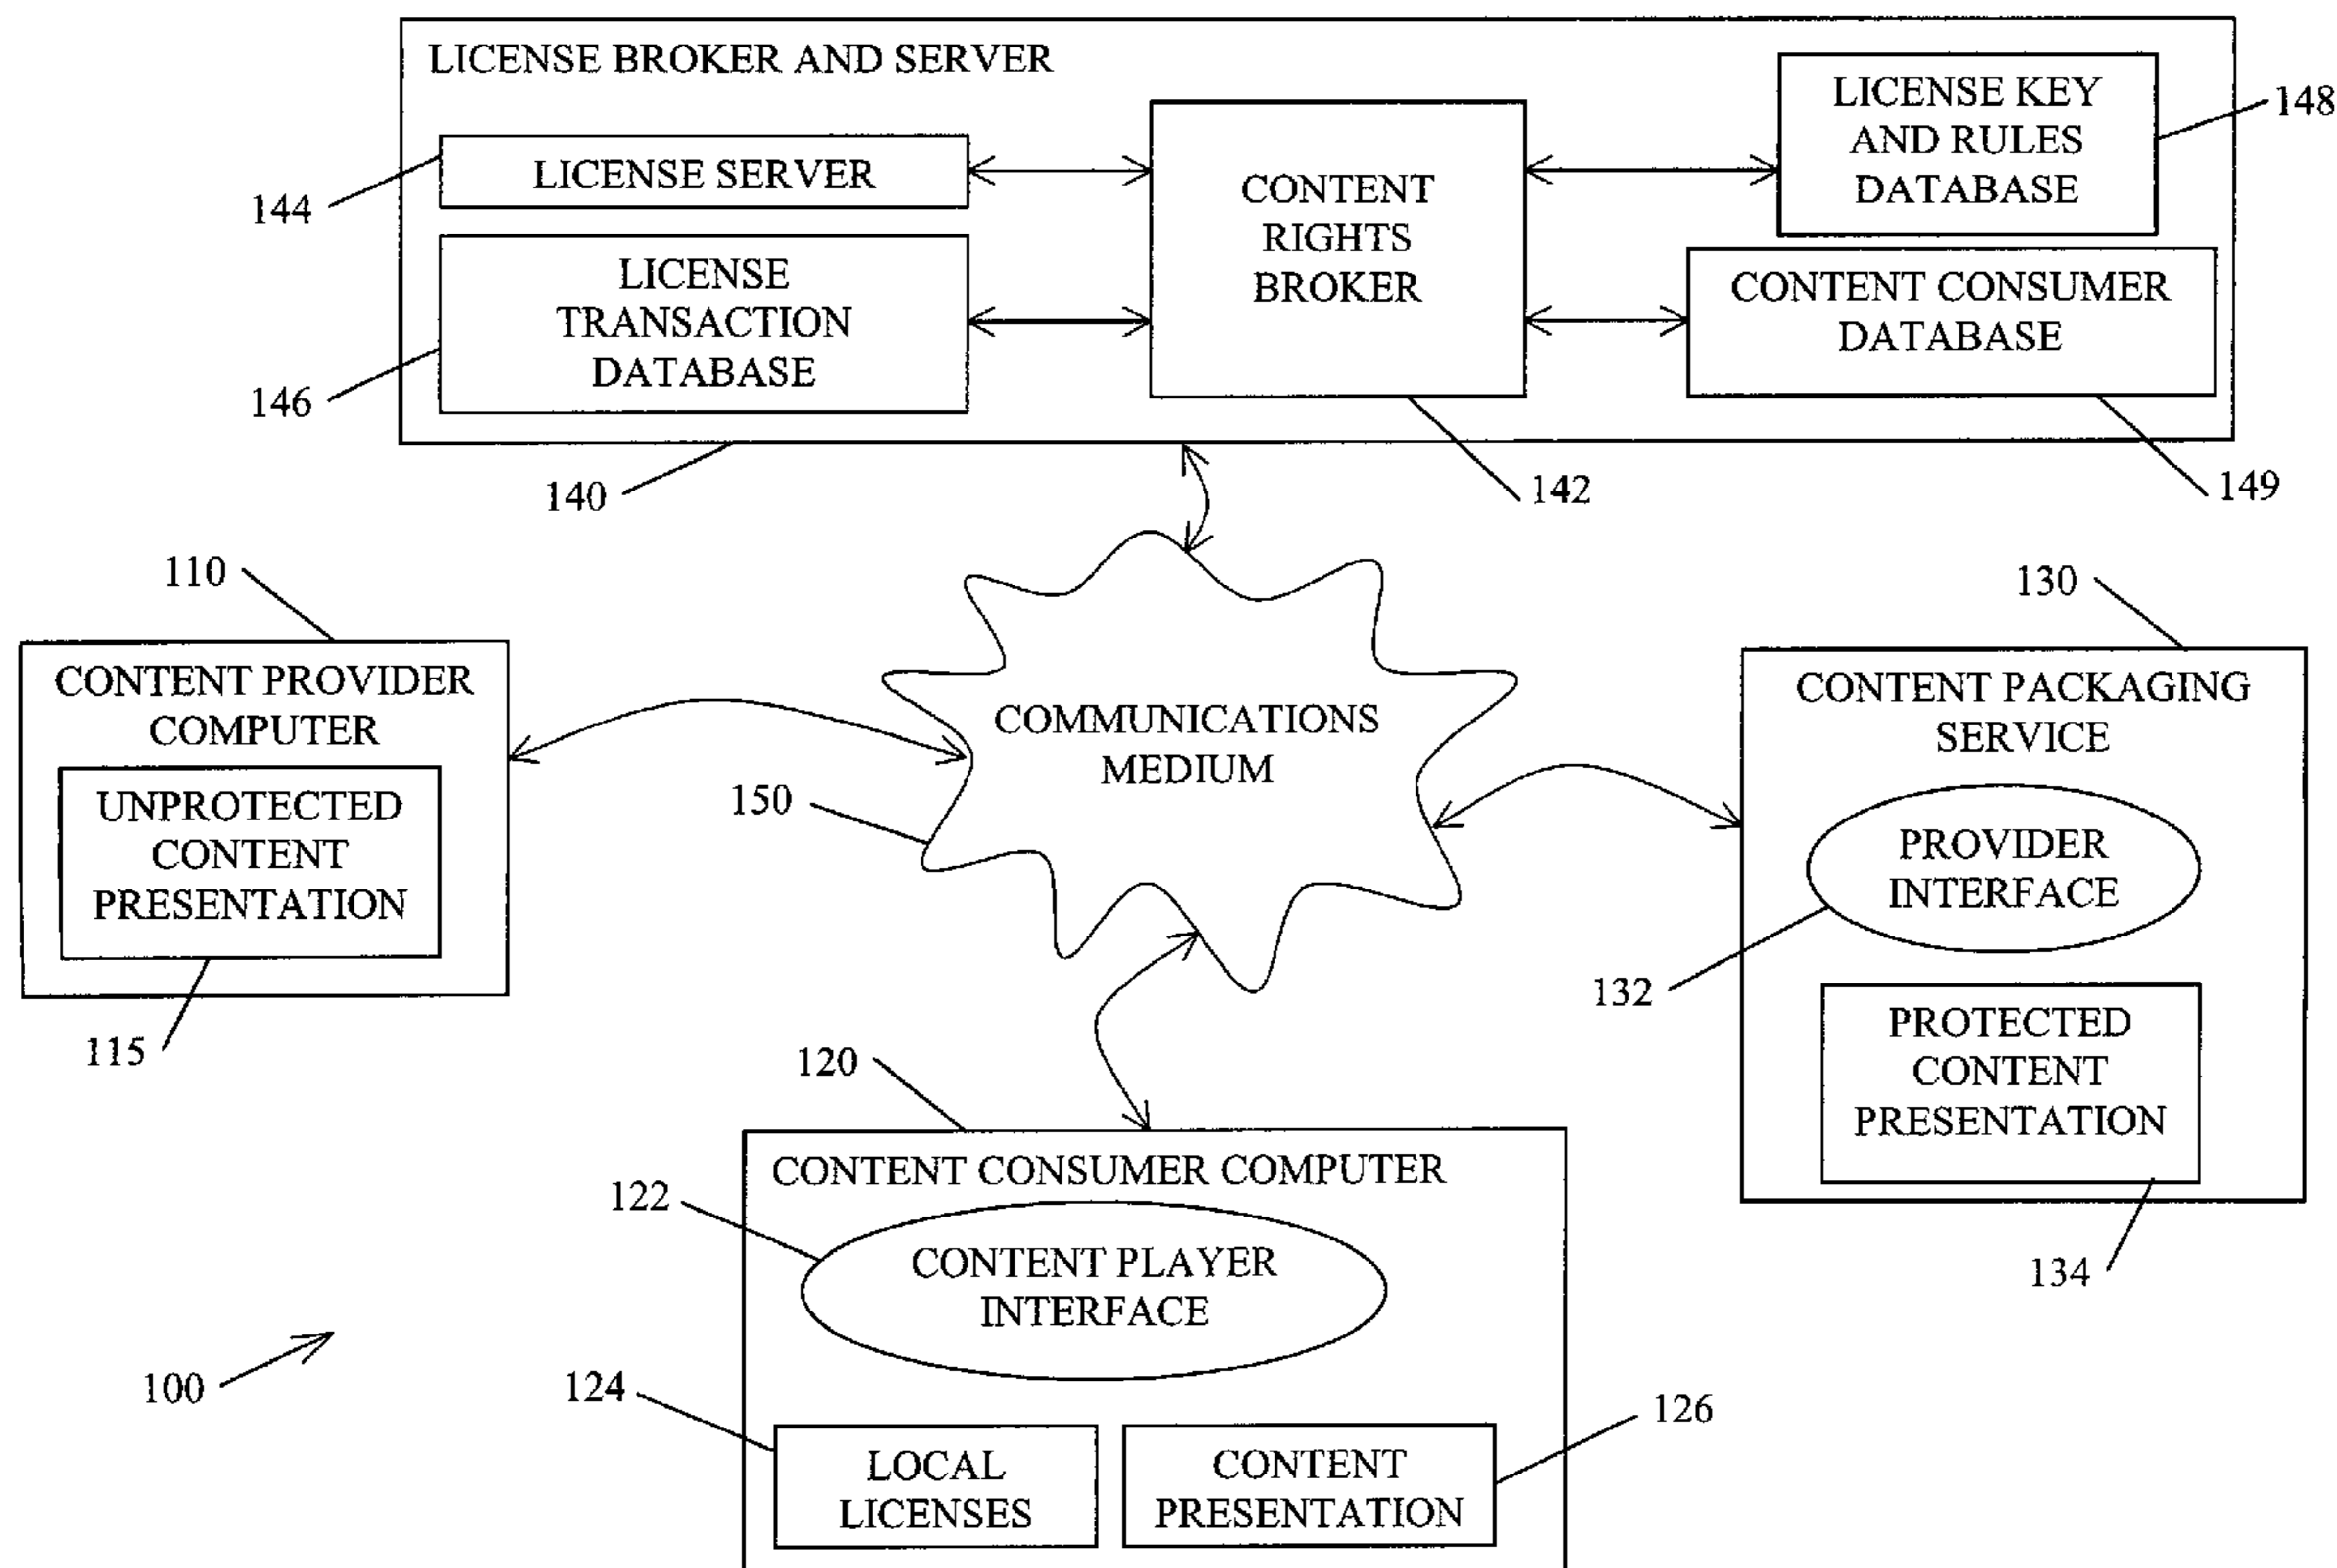 LICENSE BROKER AND SERVER
LICENSE SERVER
LICENSE
TRANSACTION
DATABASE
CONTENT
RIGHTS
BROKER
LICENSE KEY
AND RULES
DATABASE
CONTENT CONSUMER
DATABASE
144
146
148
140
142
149
110
CONTENT PROVIDER
COMPUTER
UNPROTECTED
CONTENT
PRESENTATION
115
COMMUNICATIONS
MEDIUM
150
130
CONTENT PACKAGING
SERVICE
PROVIDER
INTERFACE
132
PROTECTED
CONTENT
PRESENTATION
134
120
CONTENT CONSUMER COMPUTER
122
CONTENT PLAYER
INTERFACE
124
LOCAL
LICENSES
CONTENT
PRESENTATION
126
100